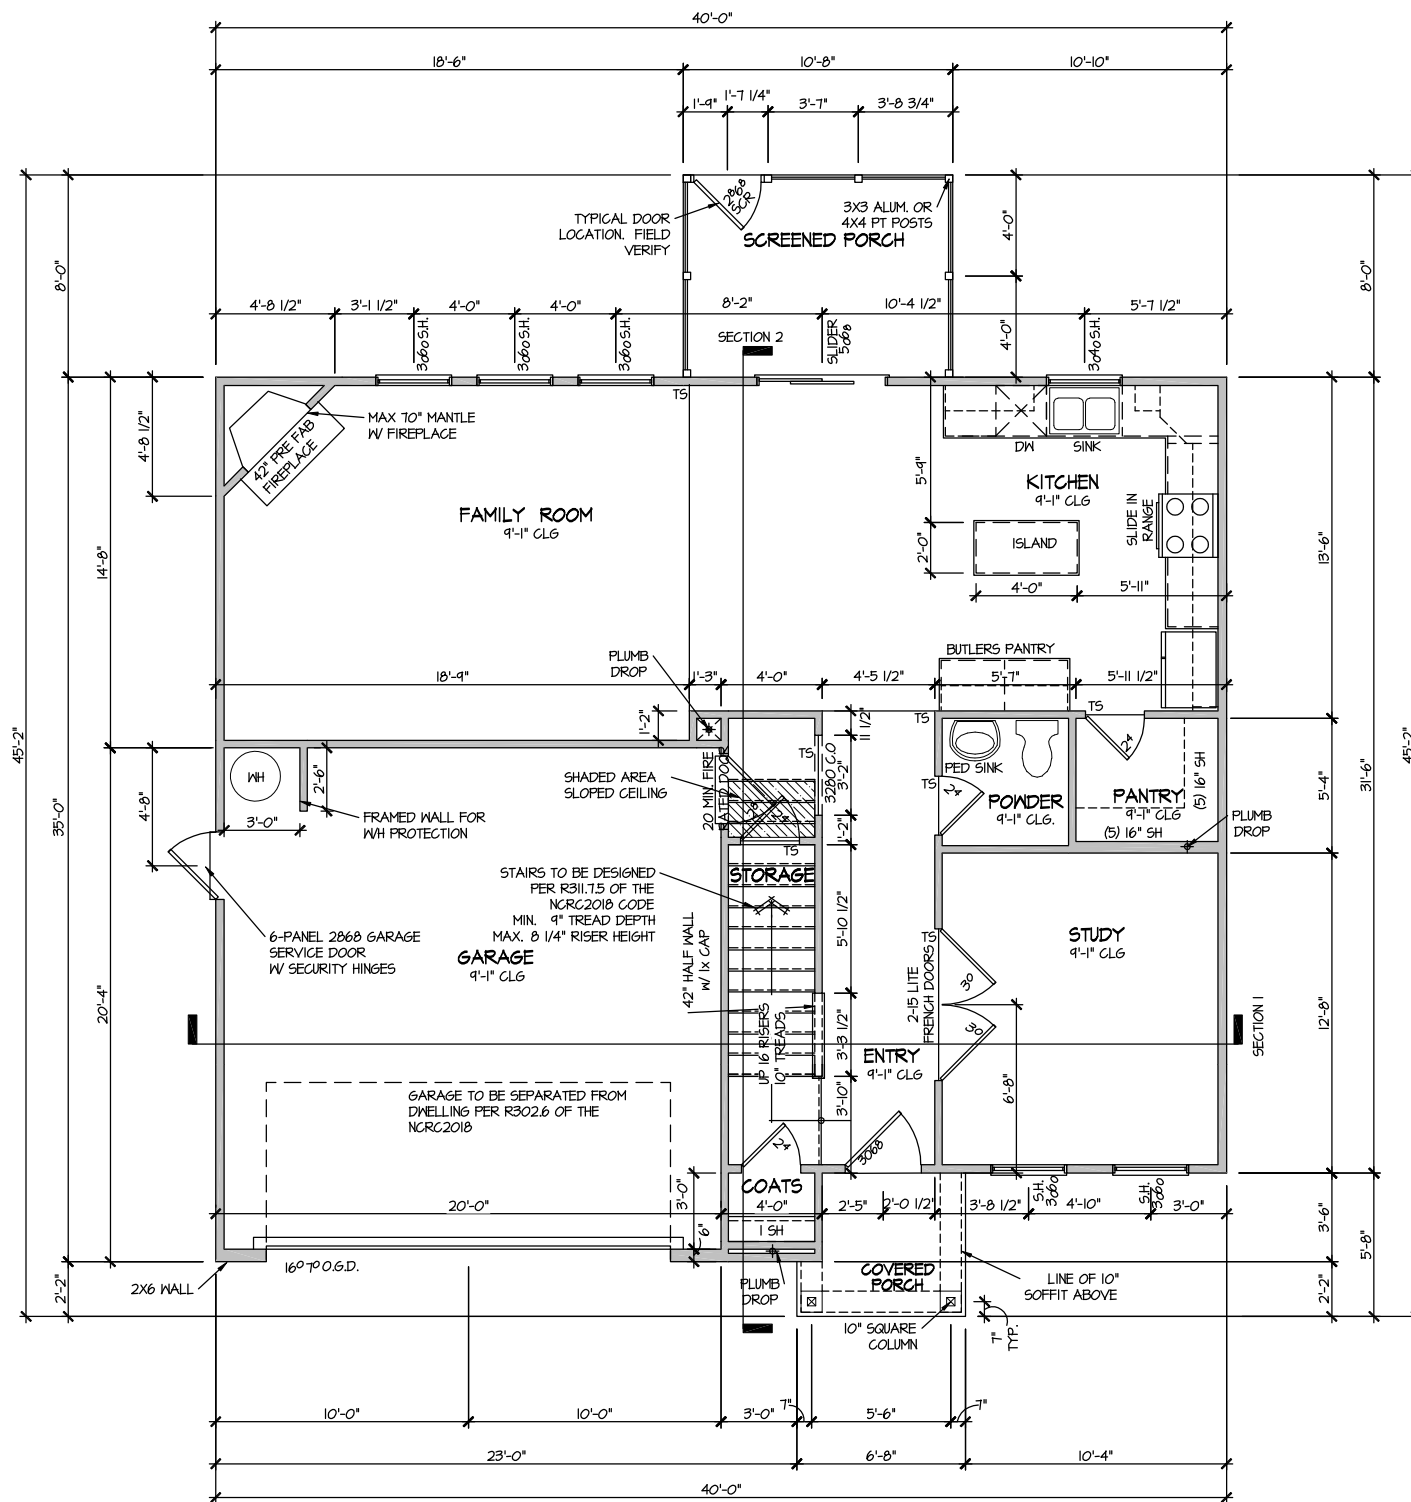 40'-0"
18'-6"
10'-8"
10'-10"
1'-9"
1'-7 1/4"
3'-7"
3'-8 3/4"
2868
SCR
TYPICAL DOOR
LOCATION. FIELD
VERIFY
3X3 ALUM. OR
4X4 PT POSTS
SCREENED PORCH
4'-0"
4'-0"
8'-0"
8'-0"
4'-8 1/2"
3'-1 1/2"
4'-0"
4'-0"
8'-2"
10'-4 1/2"
5'-7 1/2"
3060 S.H.
3060 S.H.
3060 S.H.
SECTION 2
SLIDER
5068
3040 S.H.
TS
MAX 70" MANTLE
W/ FIREPLACE
42" PRE FAB
FIREPLACE
4'-8 1/2"
DW
SINK
KITCHEN
9'-1" CLG
5'-9"
SLIDE IN
RANGE
FAMILY ROOM
9'-1" CLG
ISLAND
2'-0"
4'-0"
5'-11"
14'-8"
13'-6"
BUTLERS PANTRY
PLUMB
DROP
18'-9"
1'-3"
4'-0"
4'-5 1/2"
5'-7"
5'-11 1/2"
TS
TS
1'-2"
11 1/2"
24
45'-2"
45'-2"
31'-6"
35'-0"
WH
2'-6"
SHADED AREA
SLOPED CEILING
20 MIN. FIRE
RATED DOOR
28
24
TS
3280 C.O
3'-2"
PED SINK
TS
24
POWDER
9'-1" CLG.
PANTRY
9'-1" CLG
(5) 16" SH
(5) 16" SH
5'-4"
4'-8"
3'-0"
FRAMED WALL FOR
WH PROTECTION
PLUMB
DROP
1'-2"
TS
STORAGE
STAIRS TO BE DESIGNED
PER R311.7.5 OF THE
NCRC2018 CODE
MIN. 9" TREAD DEPTH
MAX. 8 1/4" RISER HEIGHT
5'-10 1/2"
42" HALF WALL
W/ 1x CAP
6-PANEL 2868 GARAGE
SERVICE DOOR
W/ SECURITY HINGES
GARAGE
9'-1" CLG
TS
STUDY
9'-1" CLG
2-15 LITE
FRENCH DOORS
30
30
20'-4"
12'-8"
SECTION 1
UP 16 RISERS
10" TREADS
3'-3 1/2"
ENTRY
9'-1" CLG
6'-8"
3'-10"
GARAGE TO BE SEPARATED FROM
DWELLING PER R302.6 OF THE
NCRC2018
24
3068
COATS
3'-0"
S.H.
3060
S.H.
3060
20'-0"
4'-0"
2'-5"
2'-0 1/2"
3'-8 1/2"
4'-10"
3'-0"
3'-6"
1 SH
6"
5'-8"
16070 O.G.D.
2X6 WALL
PLUMB
DROP
COVERED
PORCH
LINE OF 10"
SOFFIT ABOVE
2'-2"
2'-2"
10" SQUARE
COLUMN
7"
TYP.
10'-0"
10'-0"
3'-0"
7"
5'-6"
7"
23'-0"
6'-8"
10'-4"
40'-0"